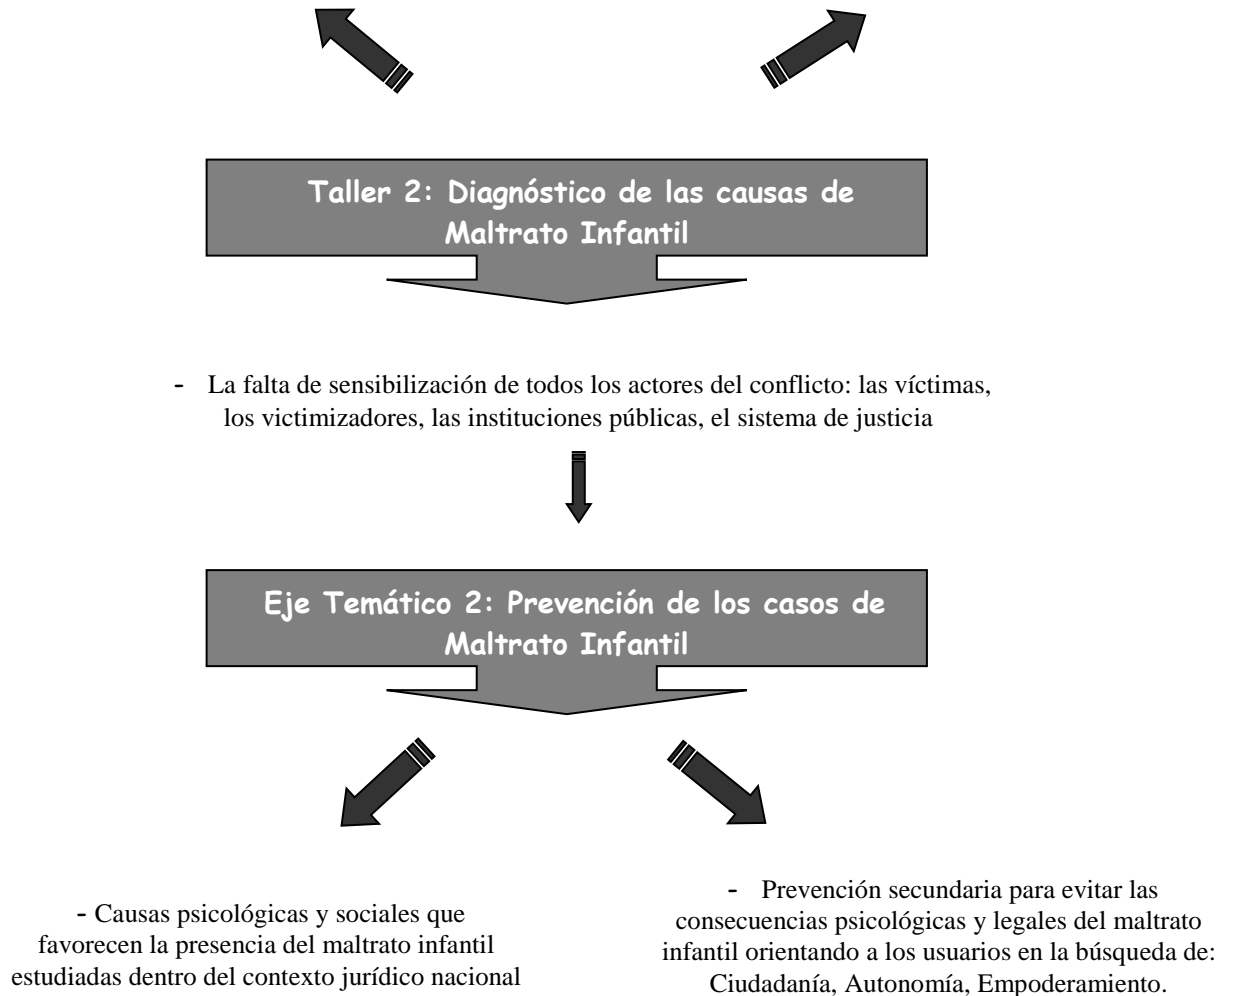 Taller 2: Diagnóstico de las causas de
Maltrato Infantil
- La falta de sensibilización de todos los actores del conflicto: las víctimas,
los victimizadores, las instituciones públicas, el sistema de justicia
Eje Temático 2: Prevención de los casos de
Maltrato Infantil
- Causas psicológicas y sociales que
favorecen la presencia del maltrato infantil
estudiadas dentro del contexto jurídico nacional
- Prevención secundaria para evitar las
consecuencias psicológicas y legales del maltrato
infantil orientando a los usuarios en la búsqueda de:
Ciudadanía, Autonomía, Empoderamiento.